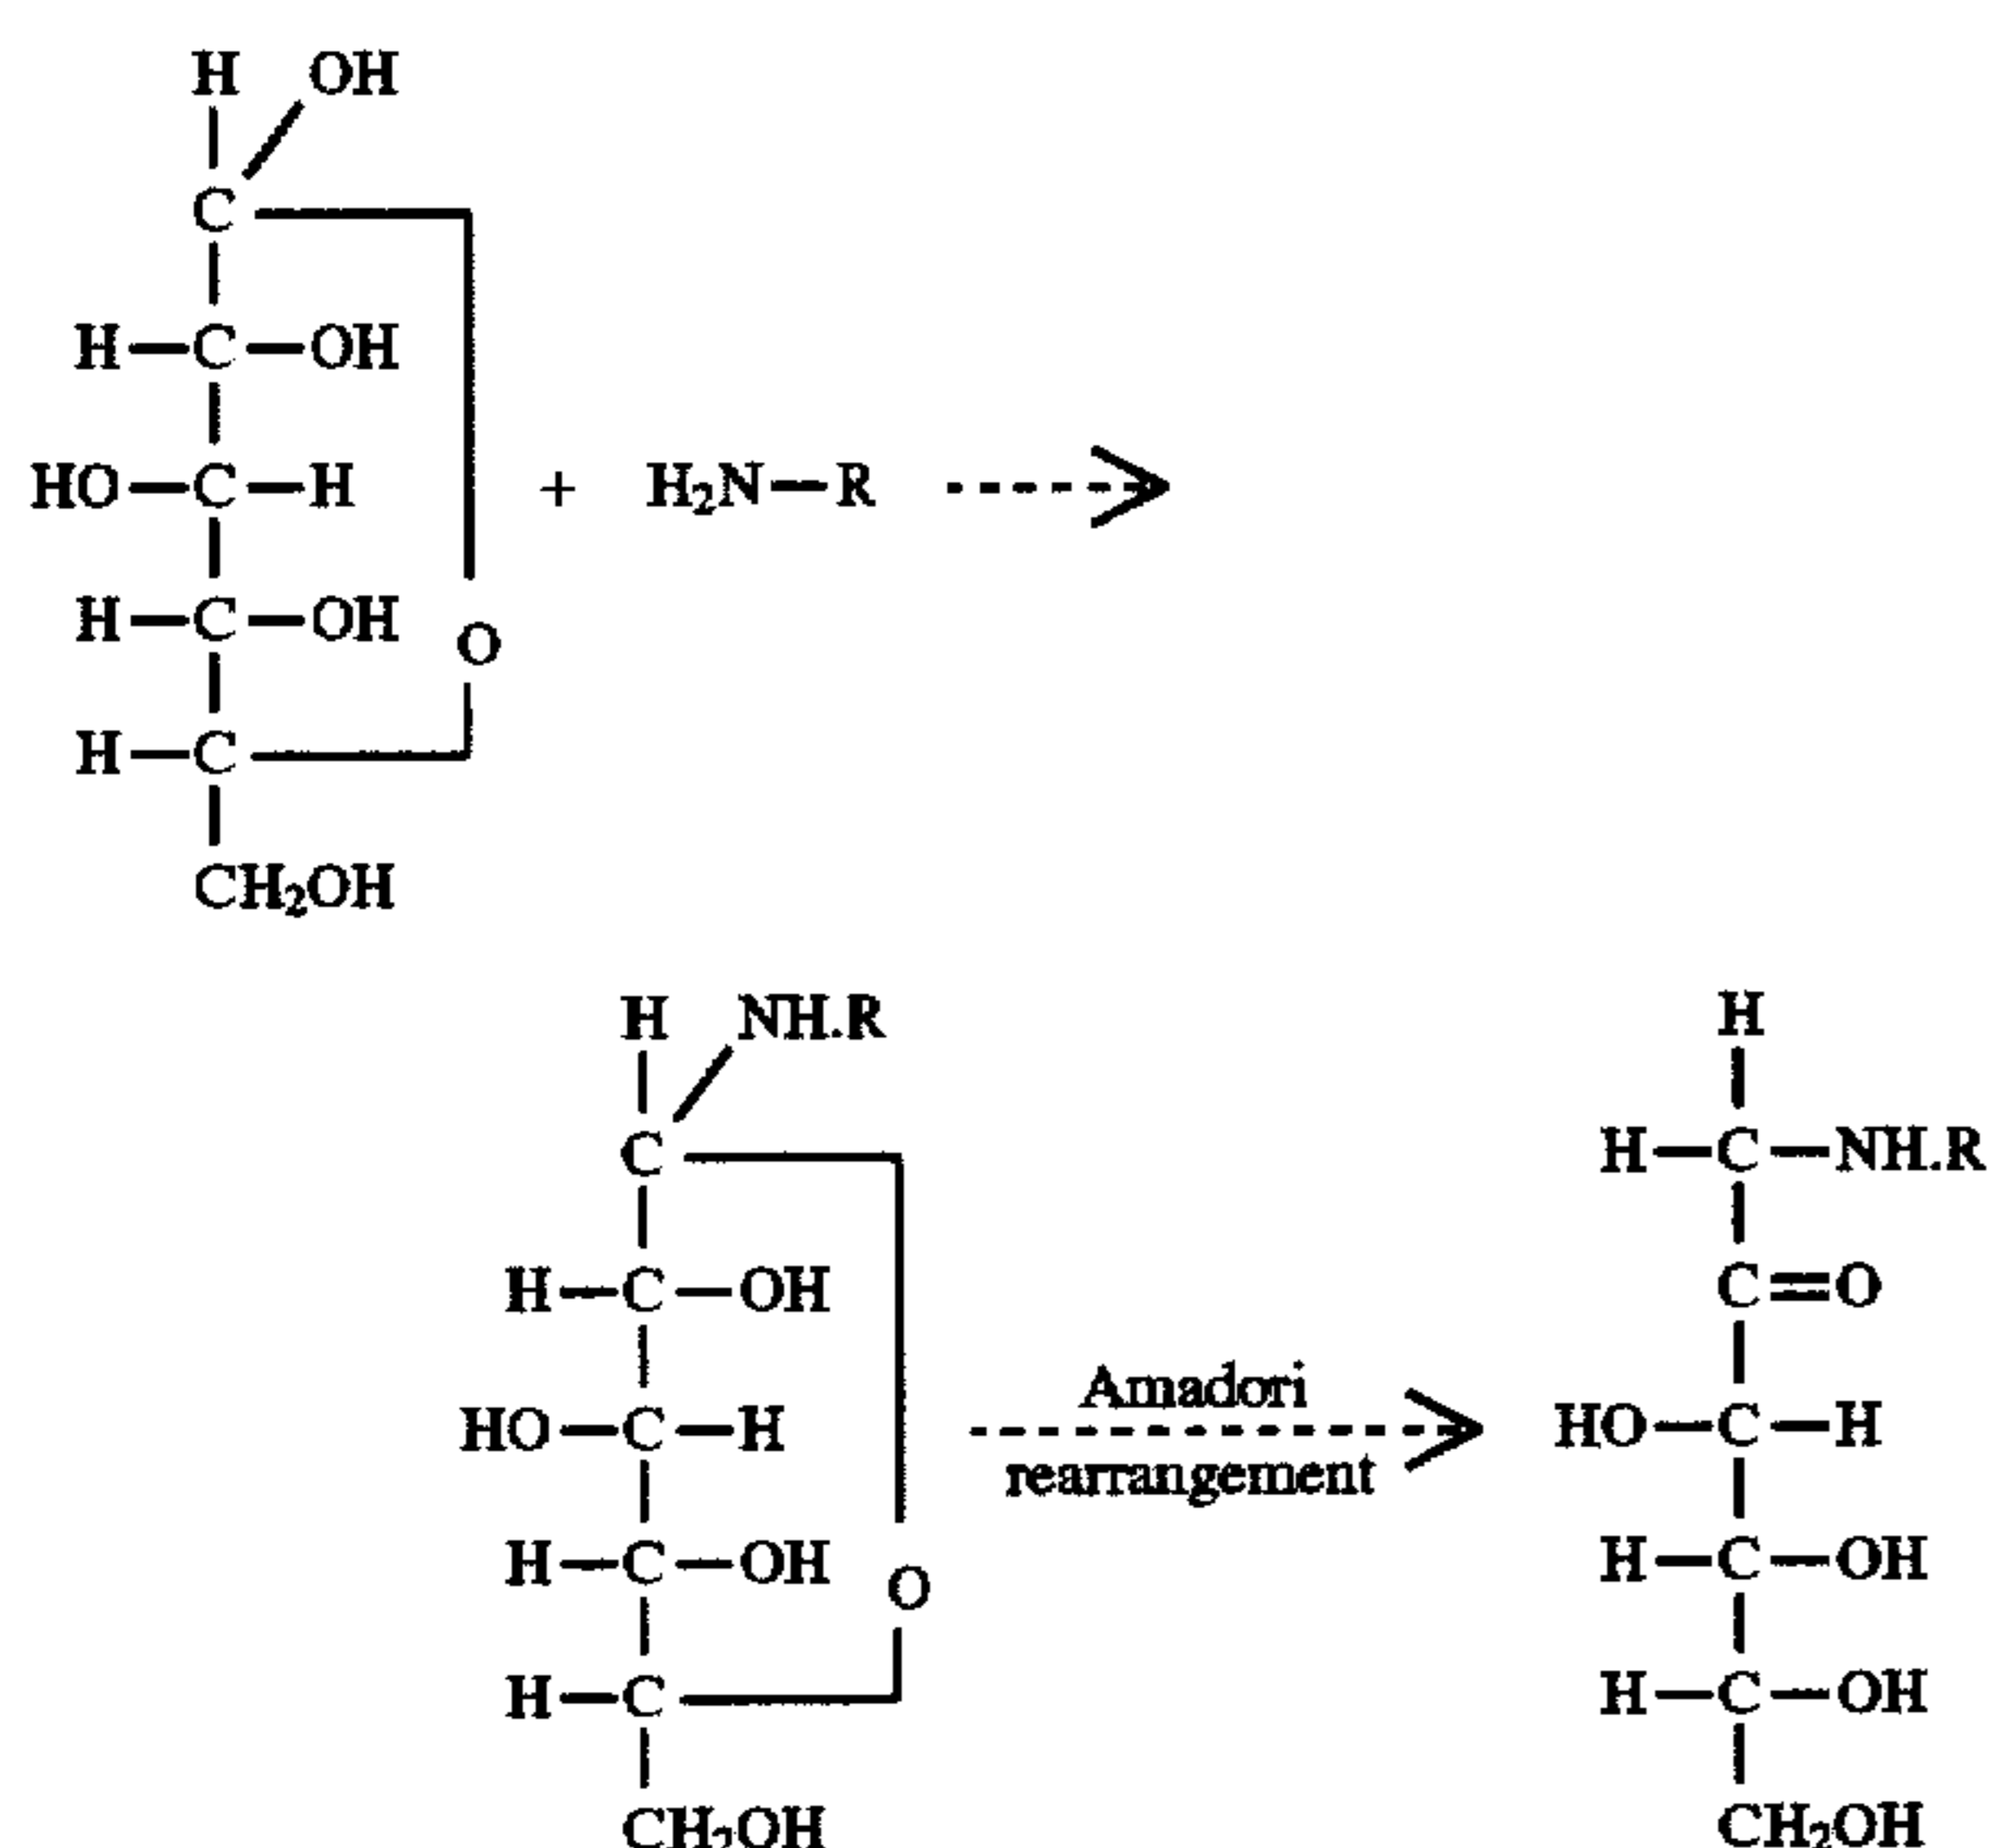 H OH
C
H C OH
HO C H + H₂N R
H C OH
O
H C
CH₂OH
H NH.R H
C H C NH.R
H C OH C O
Amadori
HO C H HO C H
rearrangement
H C OH H C OH
O
H C H C OH
CH₂OH CH₂OH